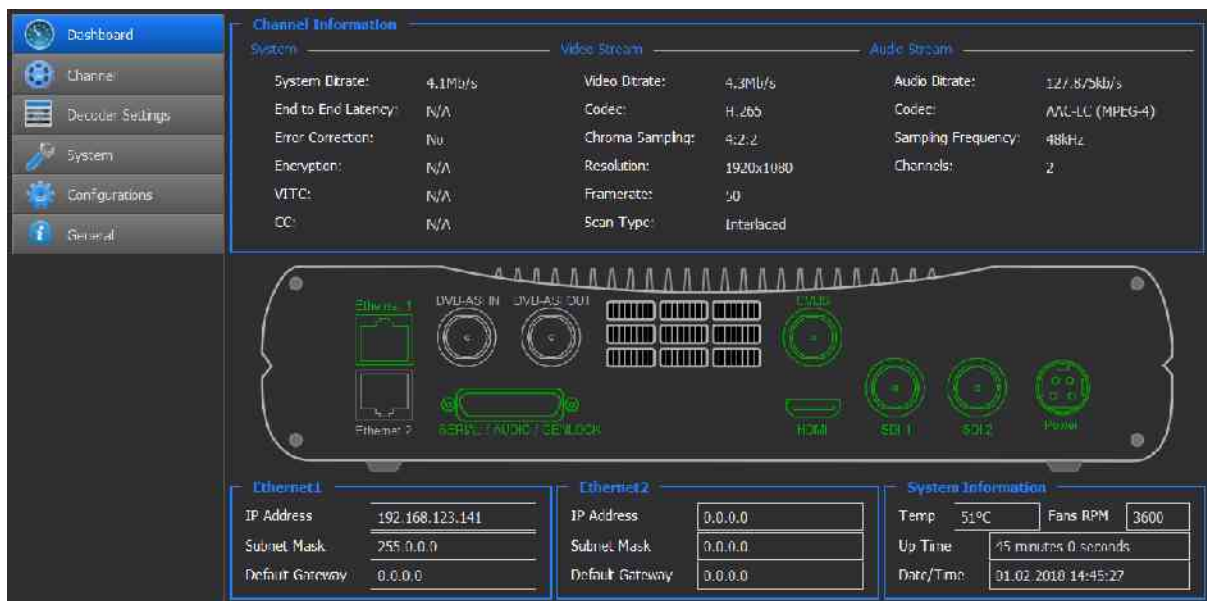 Dashboard
Channel
Decoder Settings
System
Configurations
General
Channel Information
System
System Bitrate: 4.1Mb/s
End to End Latency: N/A
Error Correction: No
Encryption: N/A
VITC: N/A
CC: N/A
Video Stream
Video Bitrate: 4.3Mb/s
Codec: H.265
Chroma Sampling: 4:2:2
Resolution: 1920x1080
Framerate: 50
Scan Type: Interlaced
Audio Stream
Audio Bitrate: 127.875kb/s
Codec: AAC-LC (MPEG-4)
Sampling Frequency: 48kHz
Channels: 2
Ethernet 1
DVB-ASI IN
DVB-ASI OUT
CVBS
Ethernet 2
SERIAL / AUDIO / GENLOCK
HDMI
SDI 1
SDI 2
Power
Ethernet1
IP Address 192.168.123.141
Subnet Mask 255.0.0.0
Default Gateway 0.0.0.0
Ethernet2
IP Address 0.0.0.0
Subnet Mask 0.0.0.0
Default Gateway 0.0.0.0
System Information
Temp 51ºC Fans RPM 3600
Up Time 45 minutes 0 seconds
Date/Time 01.02.2018 14:45:27